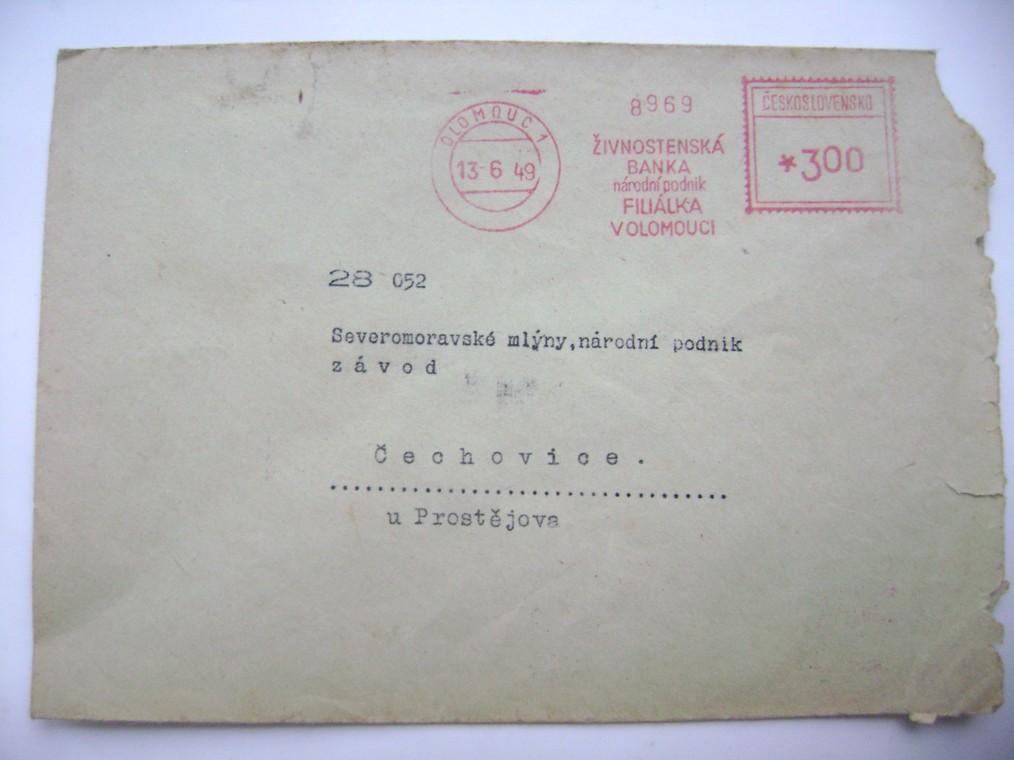 OLOMOUC 1
13-6 49
8969
ŽIVNOSTENSKÁ
BANKA
národní podnik
FILIÁLKA
V OLOMOUCI
ČESKOSLOVENSKO
*300
28 052
Severomoravské mlýny,národní podnik
z á v o d
Č e c h o v i c e .
u Prostějova